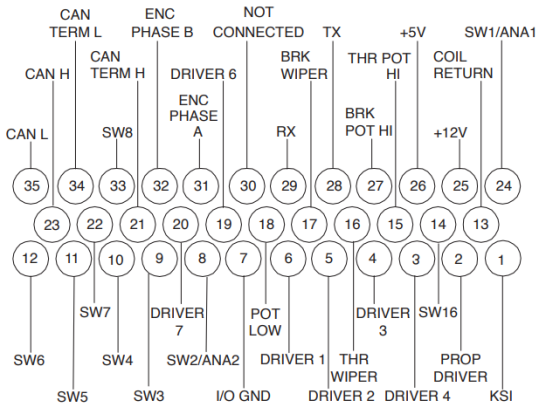 CAN
TERM L
ENC
PHASE B
NOT
CONNECTED
TX
+5V
SW1/ANA1
CAN H
CAN
TERM H
DRIVER 6
BRK
WIPER
THR POT
HI
COIL
RETURN
CAN L
SW8
ENC
PHASE
A
RX
BRK
POT HI
+12V
35 34 33 32 31 30 29 28 27 26 25 24
23 22 21 20 19 18 17 16 15 14 13
12 11 10 9 8 7 6 5 4 3 2 1
SW7
DRIVER
7
POT
LOW
DRIVER
3
SW16
SW6
SW4
SW2/ANA2
DRIVER 1
THR
WIPER
PROP
DRIVER
SW5
SW3
I/O GND
DRIVER 2
DRIVER 4
KSI